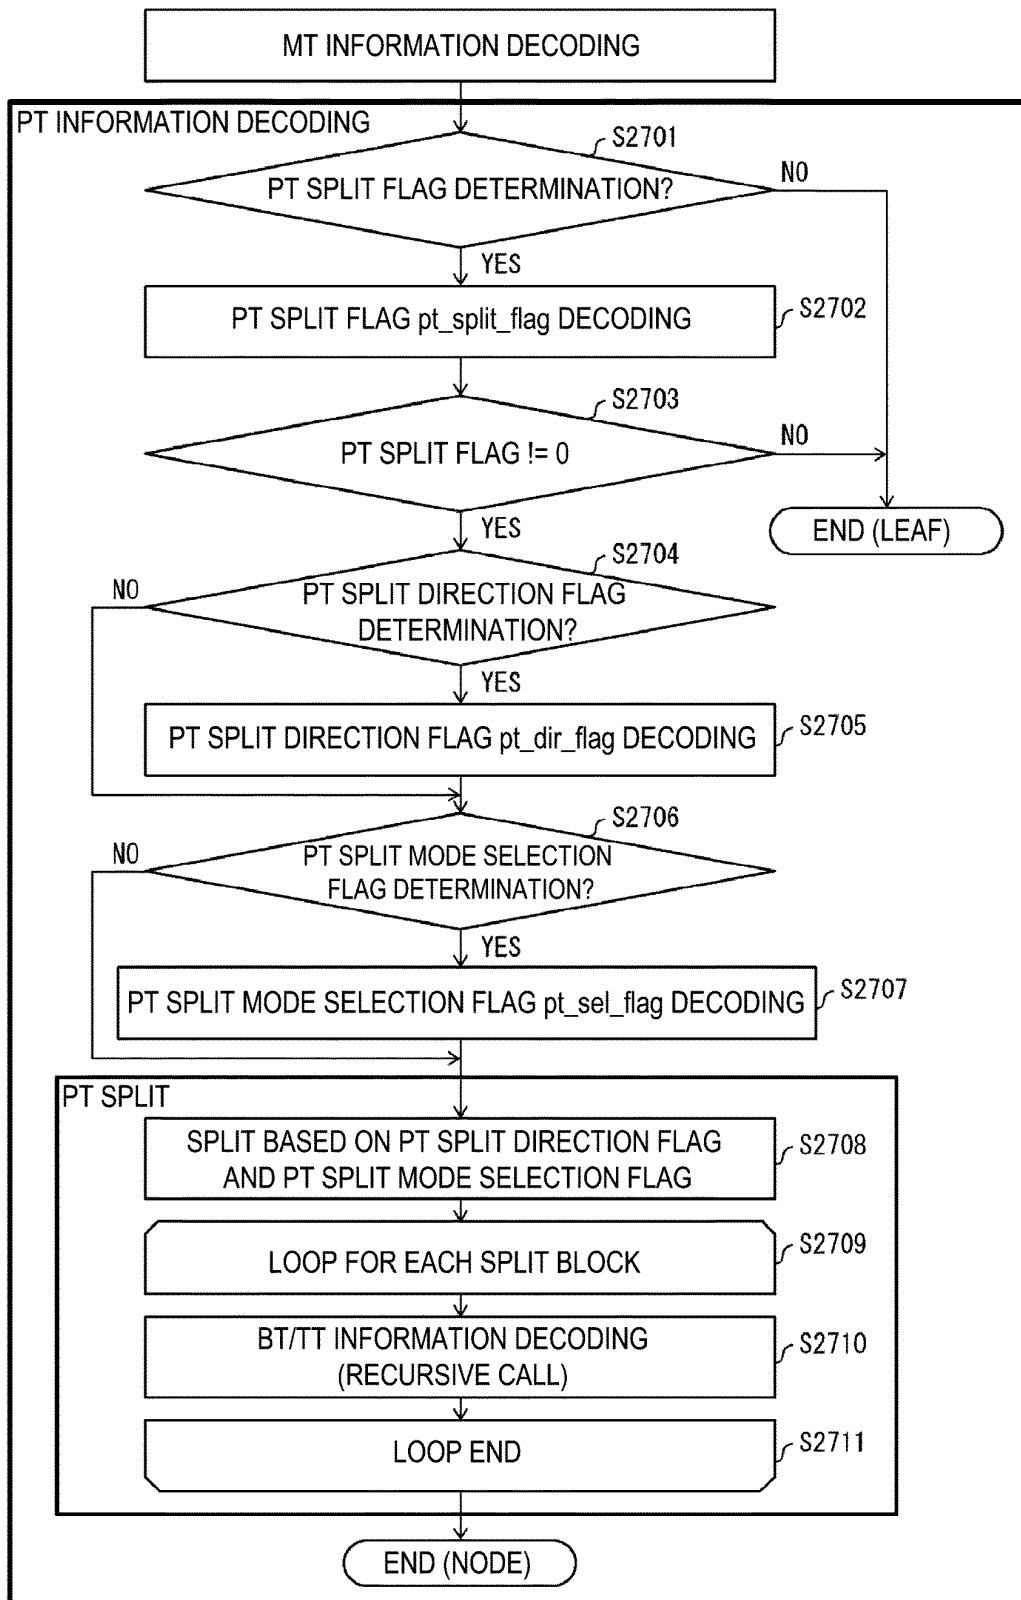 MT INFORMATION DECODING
PT INFORMATION DECODING
S2701
PT SPLIT FLAG DETERMINATION?
NO
YES
PT SPLIT FLAG pt_split_flag DECODING
S2702
S2703
PT SPLIT FLAG != 0
NO
YES
END (LEAF)
S2704
NO
PT SPLIT DIRECTION FLAG
DETERMINATION?
YES
PT SPLIT DIRECTION FLAG pt_dir_flag DECODING
S2705
S2706
NO
PT SPLIT MODE SELECTION
FLAG DETERMINATION?
YES
PT SPLIT MODE SELECTION FLAG pt_sel_flag DECODING
S2707
PT SPLIT
SPLIT BASED ON PT SPLIT DIRECTION FLAG
AND PT SPLIT MODE SELECTION FLAG
S2708
LOOP FOR EACH SPLIT BLOCK
S2709
BT/TT INFORMATION DECODING
(RECURSIVE CALL)
S2710
LOOP END
S2711
END (NODE)